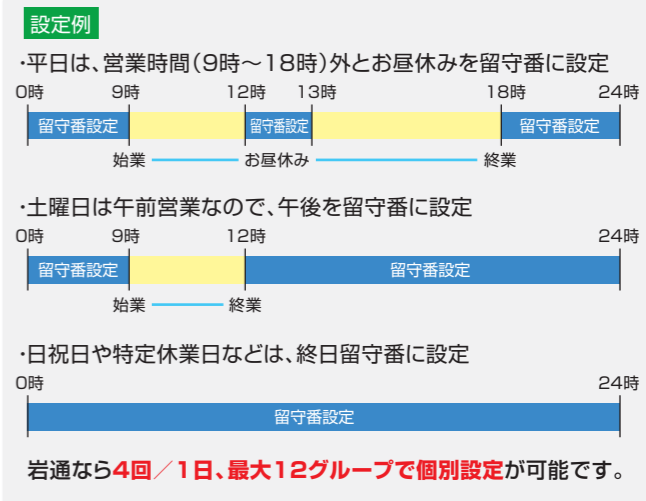 設定例
・平日は、営業時間（9時〜18時）外とお昼休みを留守番に設定
0時 9時 12時 13時 18時 24時
留守番設定 留守番設定 留守番設定
始業 お昼休み 終業
・土曜日は午前営業なので、午後を留守番に設定
0時 9時 12時 24時
留守番設定 留守番設定
始業 終業
・日祝日や特定休業日などは、終日留守番に設定
0時 24時
留守番設定
岩通なら4回／1日、最大12グループで個別設定が可能です。